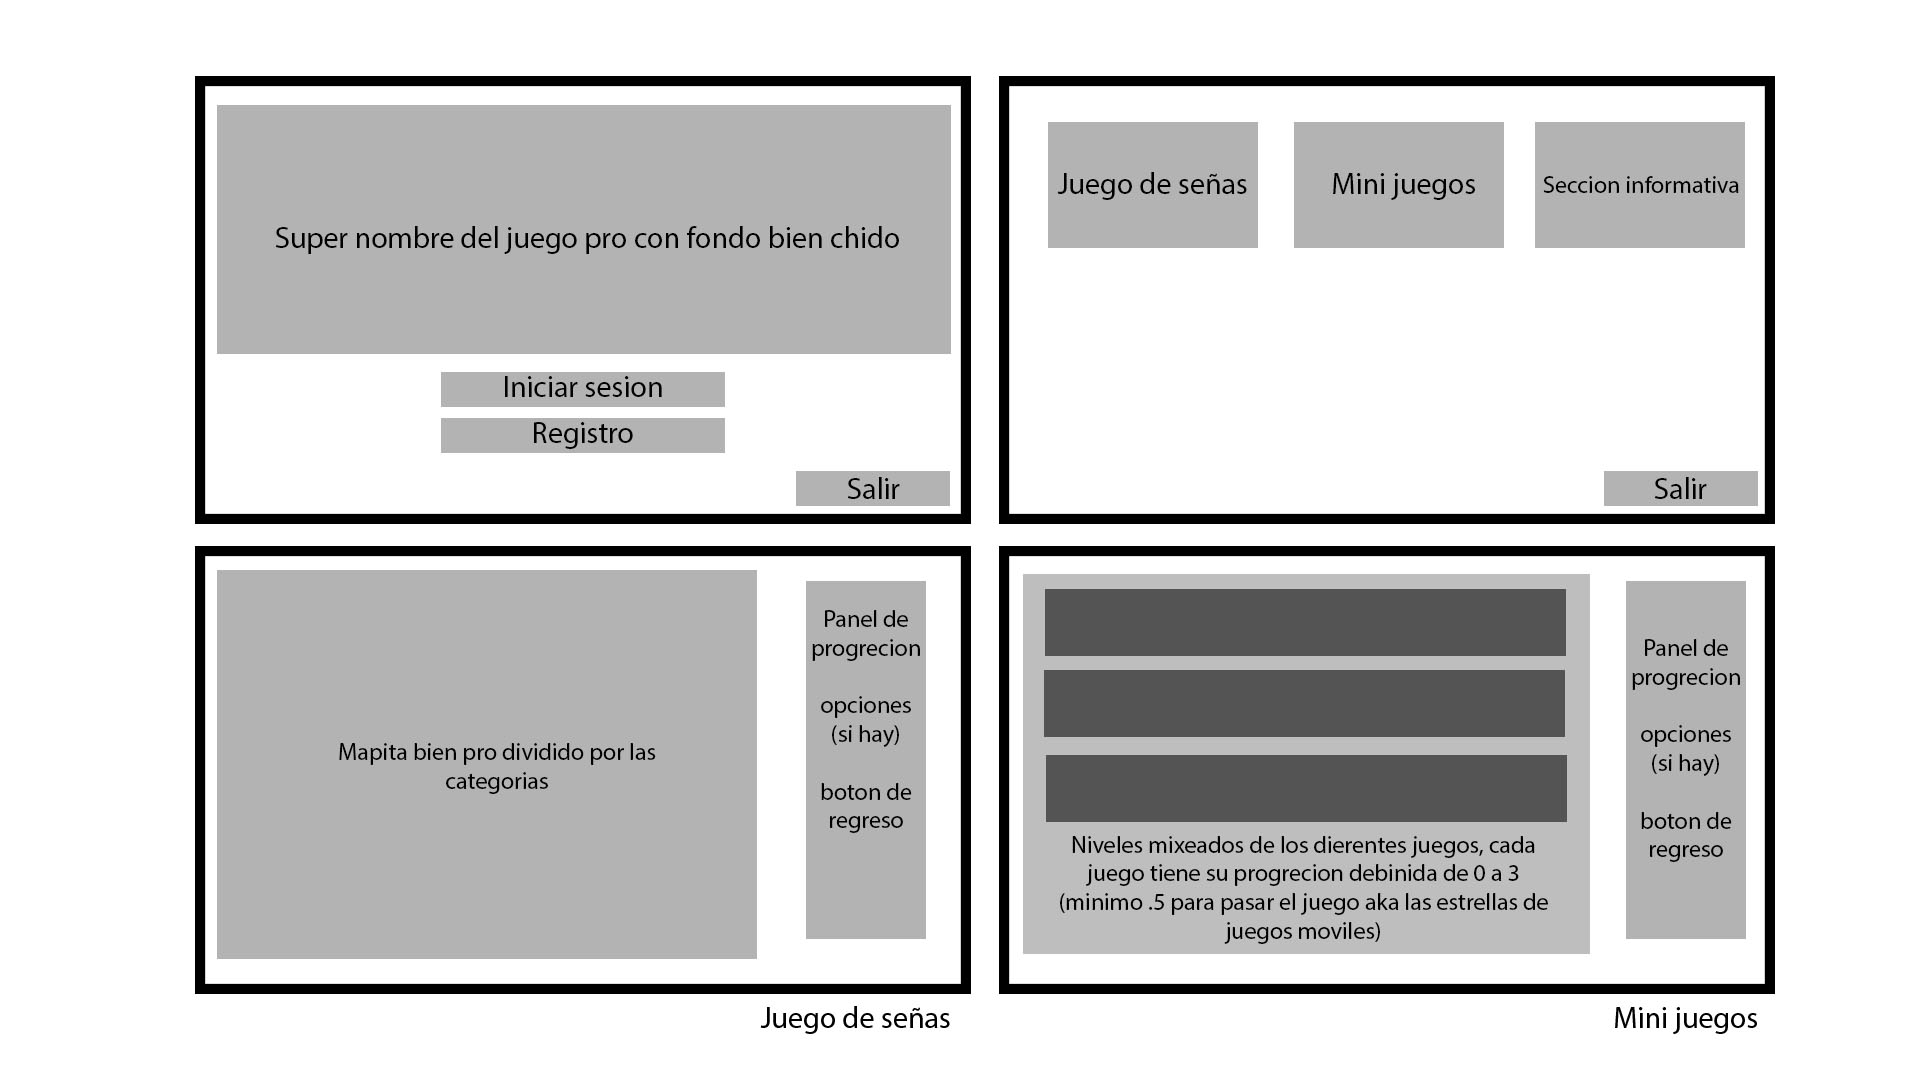 Super nombre del juego pro con fondo bien chido
Iniciar sesion
Registro
Salir
Juego de señas
Mini juegos
Seccion informativa
Salir
Mapita bien pro dividido por las
categorias
Panel de
progrecion
opciones
(si hay)
boton de
regreso
Juego de señas
Niveles mixeados de los dierentes juegos, cada
juego tiene su progrecion debinida de 0 a 3
(minimo .5 para pasar el juego aka las estrellas de
juegos moviles)
Panel de
progrecion
opciones
(si hay)
boton de
regreso
Mini juegos